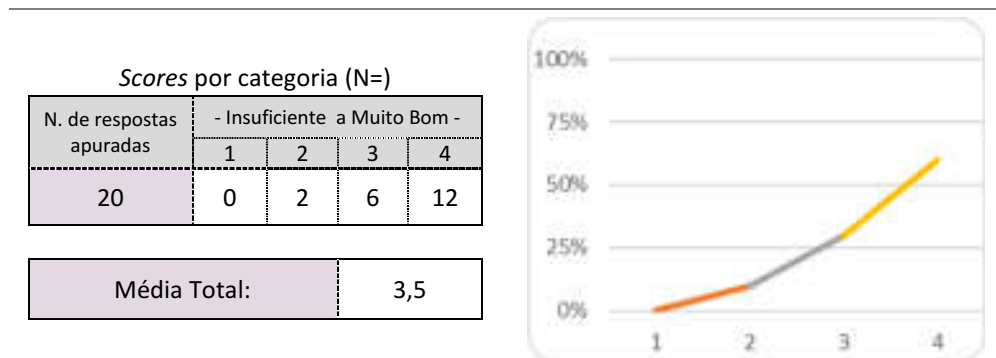 Scores por categoria (N=)
N. de respostas apuradas
- Insuficiente a Muito Bom -
1 2 3 4
20 0 2 6 12
Média Total: 3,5
100%
75%
50%
25%
0%
1 2 3 4